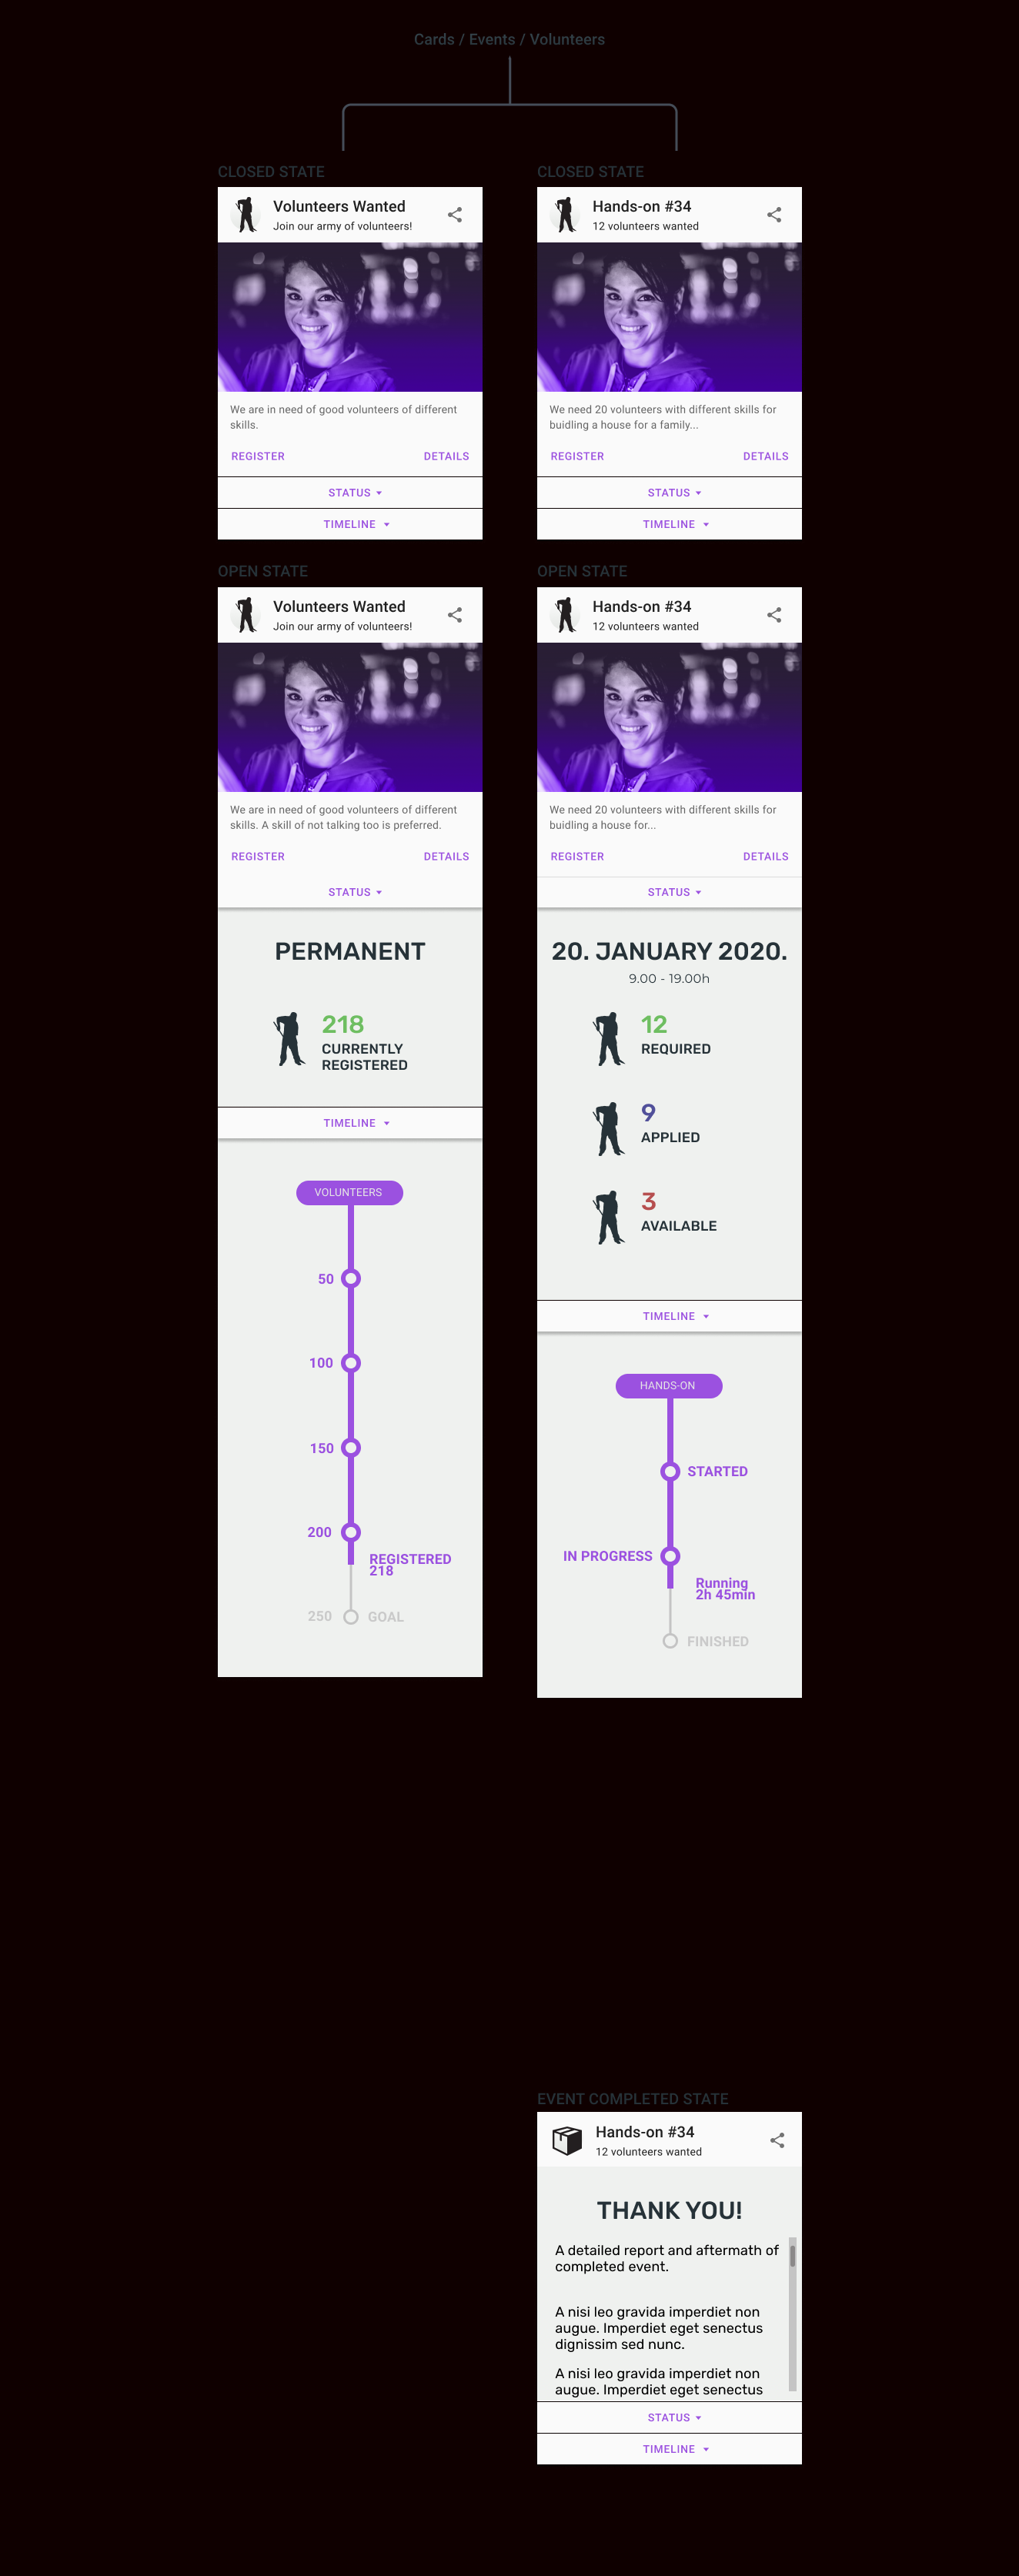 Cards / Events / Volunteers
CLOSED STATE
Volunteers Wanted
Join our army of volunteers!
We are in need of good volunteers of different
skills.
REGISTER DETAILS
STATUS
TIMELINE
CLOSED STATE
Hands-on #34
12 volunteers wanted
We need 20 volunteers with different skills for
buidling a house for a family...
REGISTER DETAILS
STATUS
TIMELINE
OPEN STATE
Volunteers Wanted
Join our army of volunteers!
We are in need of good volunteers of different
skills. A skill of not talking too is preferred.
REGISTER DETAILS
STATUS
PERMANENT
218
CURRENTLY
REGISTERED
TIMELINE
VOLUNTEERS
50
100
150
200
REGISTERED
218
250 GOAL
OPEN STATE
Hands-on #34
12 volunteers wanted
We need 20 volunteers with different skills for
buidling a house for...
REGISTER DETAILS
STATUS
20. JANUARY 2020.
9.00 - 19.00h
12
REQUIRED
9
APPLIED
3
AVAILABLE
TIMELINE
HANDS-ON
STARTED
IN PROGRESS
Running
2h 45min
FINISHED
EVENT COMPLETED STATE
Hands-on #34
12 volunteers wanted
THANK YOU!
A detailed report and aftermath of
completed event.
A nisi leo gravida imperdiet non
augue. Imperdiet eget senectus
dignissim sed nunc.
A nisi leo gravida imperdiet non
augue. Imperdiet eget senectus
STATUS
TIMELINE